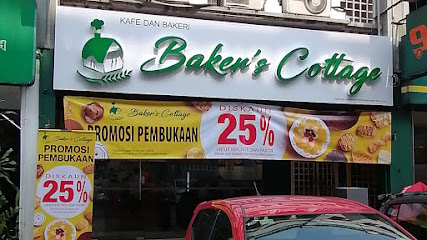 KAFE DAN BAKERI
Baker's Cottage
Baker's Cottage
PROMOSI PEMBUKAAN
DISKAUN
25%
PROMOSI
PEMBUKAAN
DISKAUN
25%